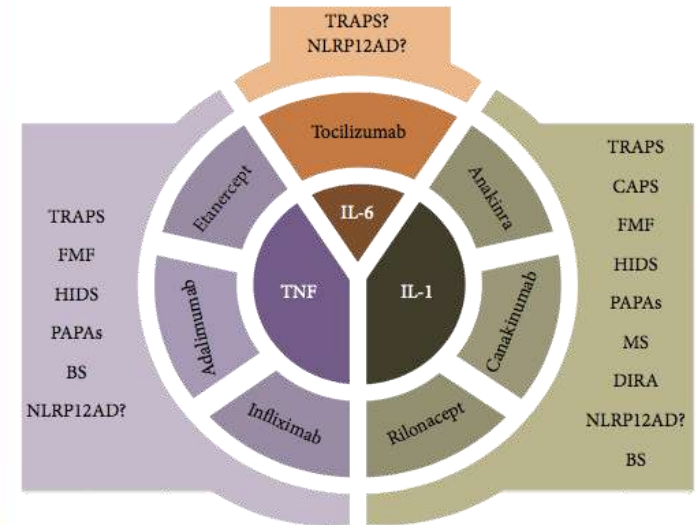 TRAPS?
NLRP12AD?
Tocilizumab
IL-6
Etanercept
Adalimumab
Infliximab
TNF
TRAPS
FMF
HIDS
PAPAs
BS
NLRP12AD?
IL-1
Anakinra
Canakinumab
Rilonacept
TRAPS
CAPS
FMF
HIDS
PAPAs
MS
DIRA
NLRP12AD?
BS